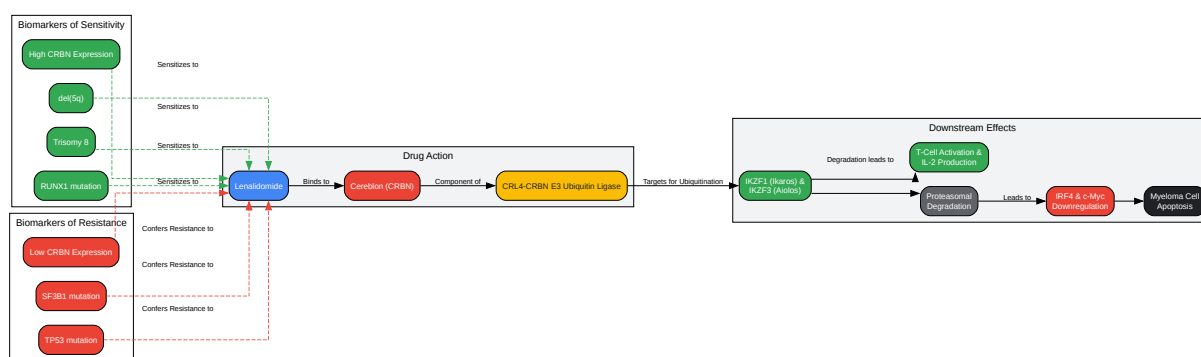 Biomarkers of Sensitivity
High CRBN Expression
del(5q)
Trisomy 8
RUNX1 mutation
Biomarkers of Resistance
Low CRBN Expression
SF3B1 mutation
TP53 mutation
Sensitizes to
Sensitizes to
Sensitizes to
Sensitizes to
Confers Resistance to
Confers Resistance to
Confers Resistance to
Drug Action
Lenalidomide
Binds to
Cereblon (CRBN)
Component of
CRL4-CRBN E3 Ubiquitin Ligase
Targets for Ubiquitination
Downstream Effects
IKZF1 (Ikaros) &
IKZF3 (Aiolos)
Degradation leads to
T-Cell Activation &
IL-2 Production
Proteasomal
Degradation
Leads to
IRF4 & c-Myc
Downregulation
Myeloma Cell
Apoptosis